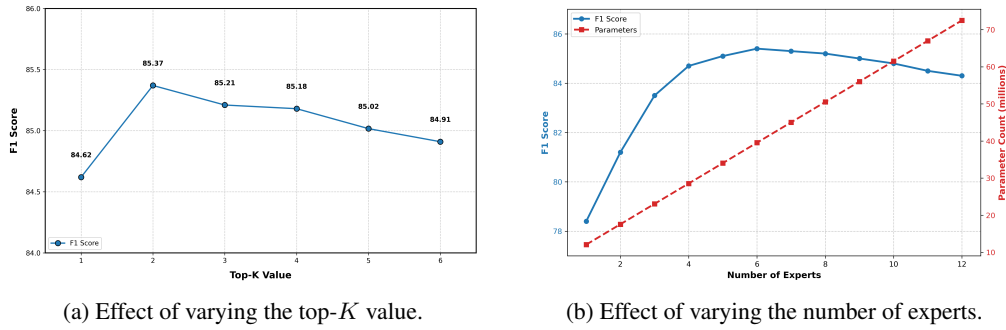 86.0
85.5
85.0
84.5
84.0
F1 Score
84.62
85.37
85.21
85.18
85.02
84.91
F1 Score
1 2 3 4 5 6
Top-K Value
(a) Effect of varying the top-K value.
F1 Score
Parameters
86
84
82
80
78
F1 Score
70
60
50
40
30
20
10
Parameter Count (millions)
2 4 6 8 10 12
Number of Experts
(b) Effect of varying the number of experts.